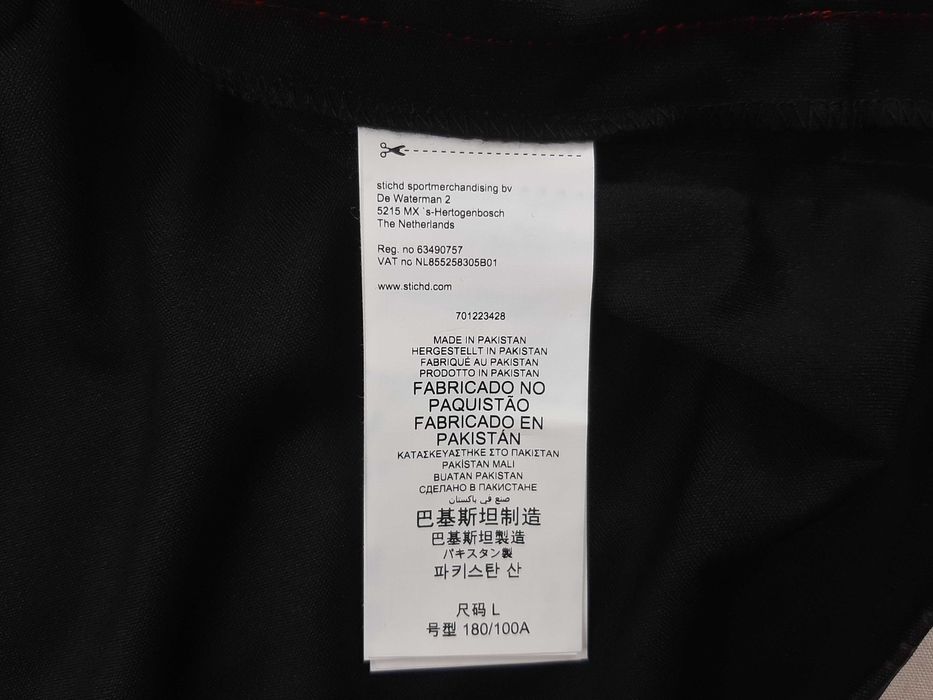 stichd sportmerchandising bv
De Waterman 2
5215 MX `s-Hertogenbosch
The Netherlands
Reg. no 63490757
VAT no NL855258305B01
www.stichd.com
701223428
MADE IN PAKISTAN
HERGESTELLT IN PAKISTAN
FABRIQUÉ AU PAKISTAN
PRODOTTO IN PAKISTAN
FABRICADO NO
PAQUISTÃO
FABRICADO EN
PAKISTÁN
ΚΑΤΑΣΚΕΥΑΣΤΗΚΕ ΣΤΟ ΠΑΚΙΣΤΑΝ
PAKİSTAN MALI
BUATAN PAKISTAN
СДЕЛАНО В ПАКИСТАНЕ
صنع في باكستان
巴基斯坦制造
巴基斯坦製造
パキスタン製
파키스탄 산
尺码 L
号型 180/100A